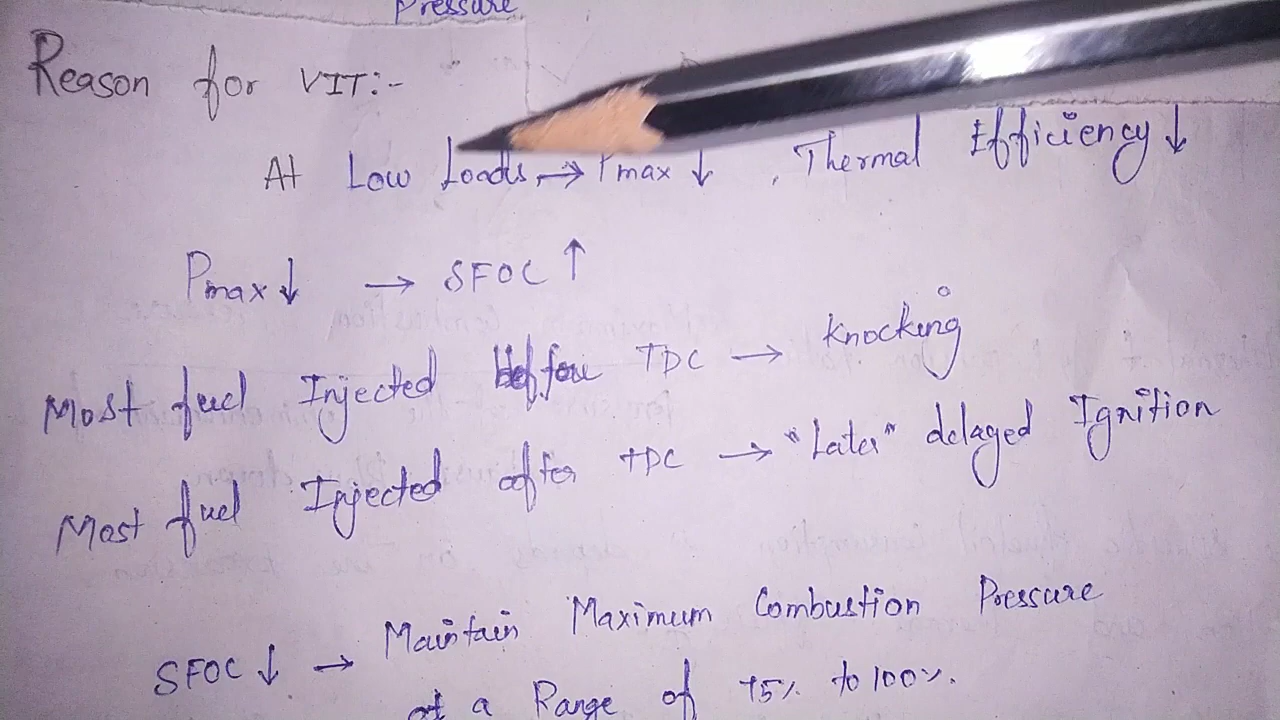 Pressure
Reason for VIT:-
At Low Loads, → Pmax ↓ , Thermal Efficiency ↓
Pmax ↓ → SFOC ↑
Most fuel Injected before TDC → Knocking
Most fuel Injected after TDC → "Later" delayed Ignition
SFOC ↓ → Maintain Maximum Combustion Pressure
at a Range of 75% to 100%.